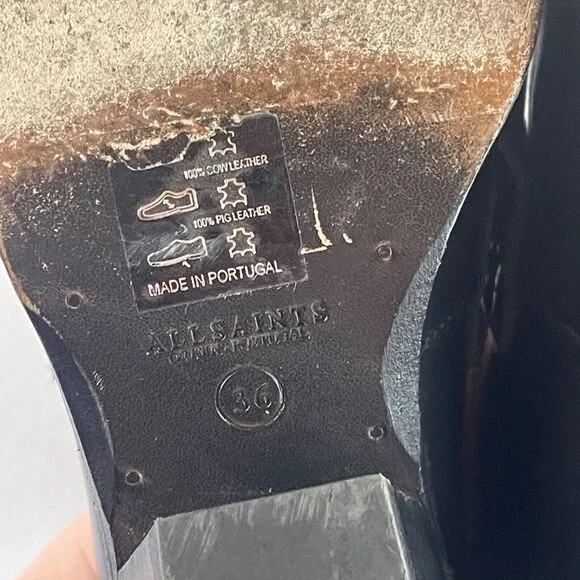 100% COW LEATHER
100% PIG LEATHER
MADE IN PORTUGAL
ALLSAINTS
36